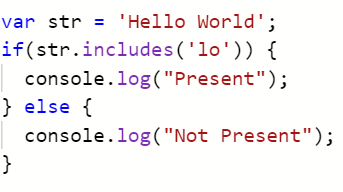 var str = 'Hello World';
if(str.includes('lo')) {
  console.log("Present");
} else {
  console.log("Not Present");
}